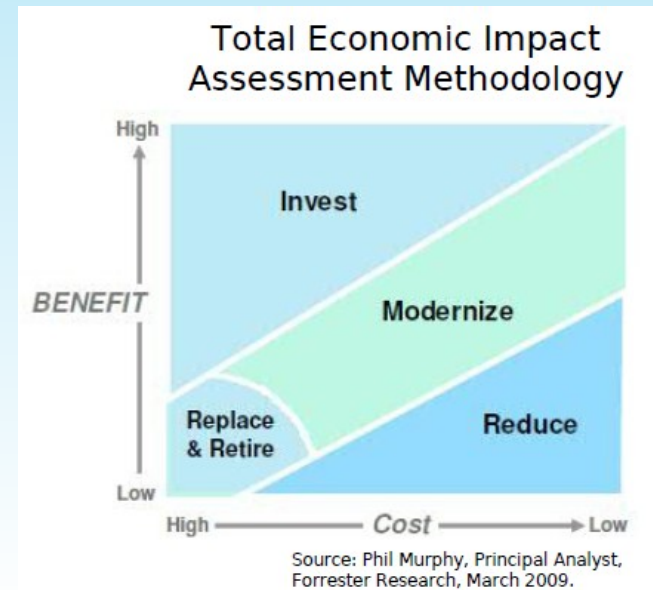 Total Economic Impact
Assessment Methodology
High
Invest
BENEFIT
Modernize
Replace
& Retire
Reduce
Low
High
Cost
Low
Source: Phil Murphy, Principal Analyst,
Forrester Research, March 2009.